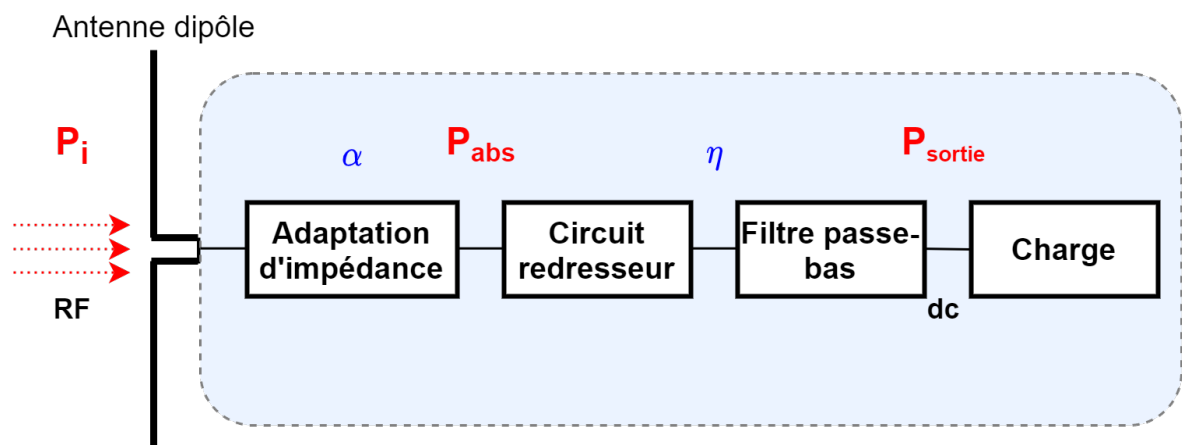 Antenne dipôle
Pi
α
Pabs
η
Psortie
Adaptation
d'impédance
Circuit
redresseur
Filtre passe-
bas
Charge
RF
dc